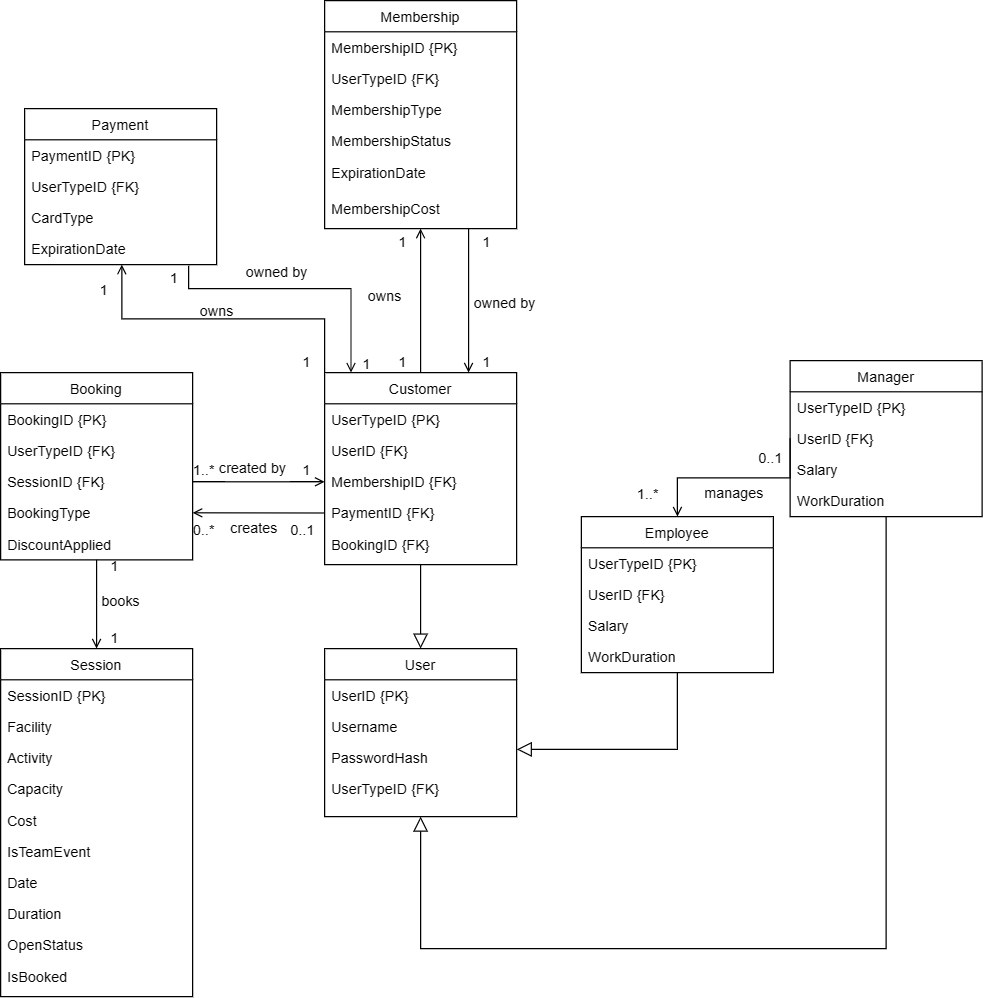 Membership
MembershipID {PK}
UserTypeID {FK}
MembershipType
MembershipStatus
ExpirationDate
MembershipCost
Payment
PaymentID {PK}
UserTypeID {FK}
CardType
ExpirationDate
1
1
1
owned by
1
owns
owned by
owns
1
1
1
1
Booking
BookingID {PK}
UserTypeID {FK}
SessionID {FK}
BookingType
DiscountApplied
1..* created by 1
0..* creates 0..1
Customer
UserTypeID {PK}
UserID {FK}
MembershipID {FK}
PaymentID {FK}
BookingID {FK}
Manager
UserTypeID {PK}
UserID {FK}
Salary
WorkDuration
0..1
manages
1..*
Employee
UserTypeID {PK}
UserID {FK}
Salary
WorkDuration
1
books
1
Session
SessionID {PK}
Facility
Activity
Capacity
Cost
IsTeamEvent
Date
Duration
OpenStatus
IsBooked
User
UserID {PK}
Username
PasswordHash
UserTypeID {FK}